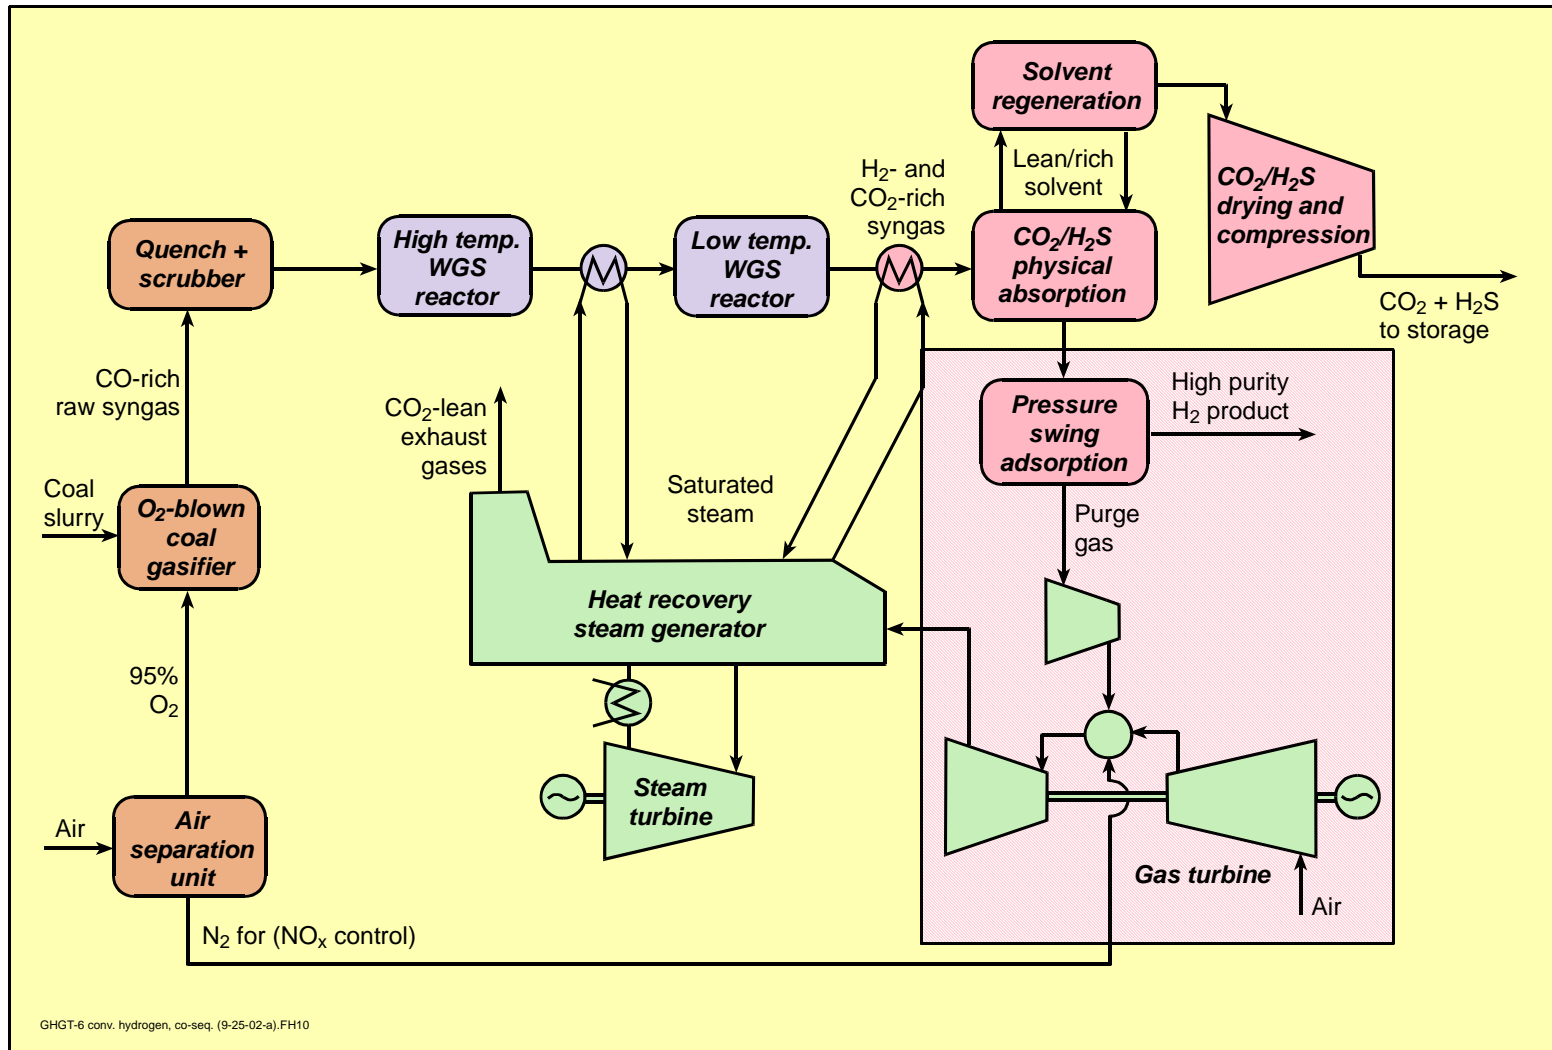 Solvent
regeneration
Lean/rich
solvent
CO₂/H₂S
drying and
compression
CO₂ + H₂S
to storage
H₂- and
CO₂-rich
syngas
Quench +
scrubber
High temp.
WGS
reactor
Low temp.
WGS
reactor
CO₂/H₂S
physical
absorption
CO-rich
raw syngas
CO₂-lean
exhaust
gases
Pressure
swing
adsorption
High purity
H₂ product
Coal
slurry
O₂-blown
coal
gasifier
Saturated
steam
Purge
gas
Heat recovery
steam generator
95%
O₂
Steam
turbine
Air
Air
separation
unit
Gas turbine
Air
N₂ for (NOₓ control)
GHGT-6 conv. hydrogen, co-seq. (9-25-02-a).FH10